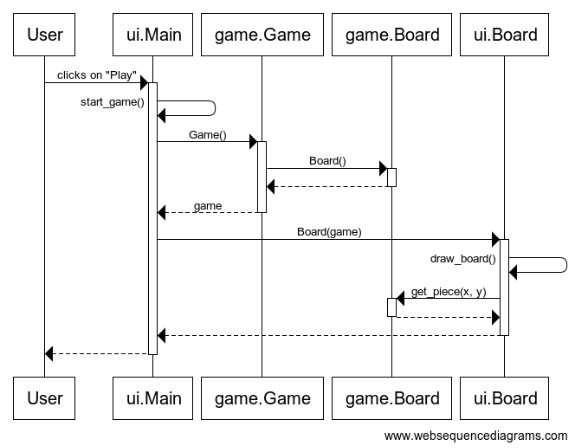 User ui.Main game.Game game.Board ui.Board
clicks on "Play"
start_game()
Game()
Board()
game
Board(game)
draw_board()
get_piece(x, y)
User ui.Main game.Game game.Board ui.Board
www.websequencediagrams.com